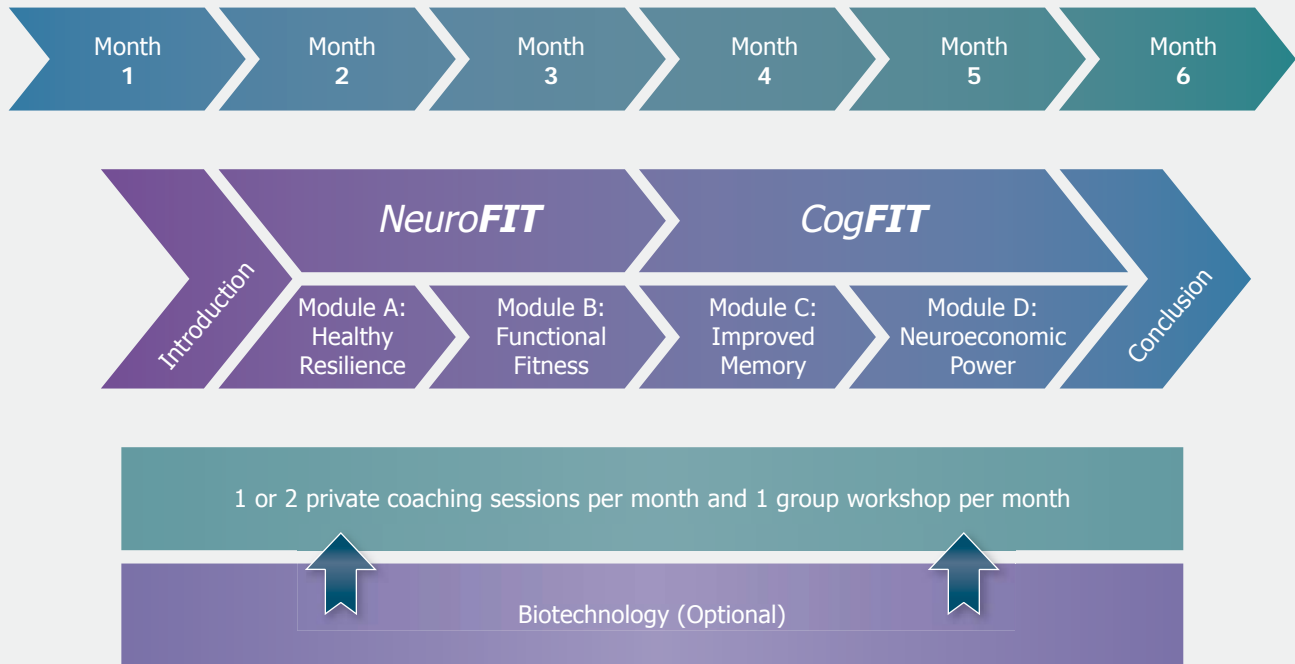 Month
1
Month
2
Month
3
Month
4
Month
5
Month
6
NeuroFIT
CogFIT
Introduction
Module A:
Healthy
Resilience
Module B:
Functional
Fitness
Module C:
Improved
Memory
Module D:
Neuroeconomic
Power
Conclusion
1 or 2 private coaching sessions per month and 1 group workshop per month
Biotechnology (Optional)